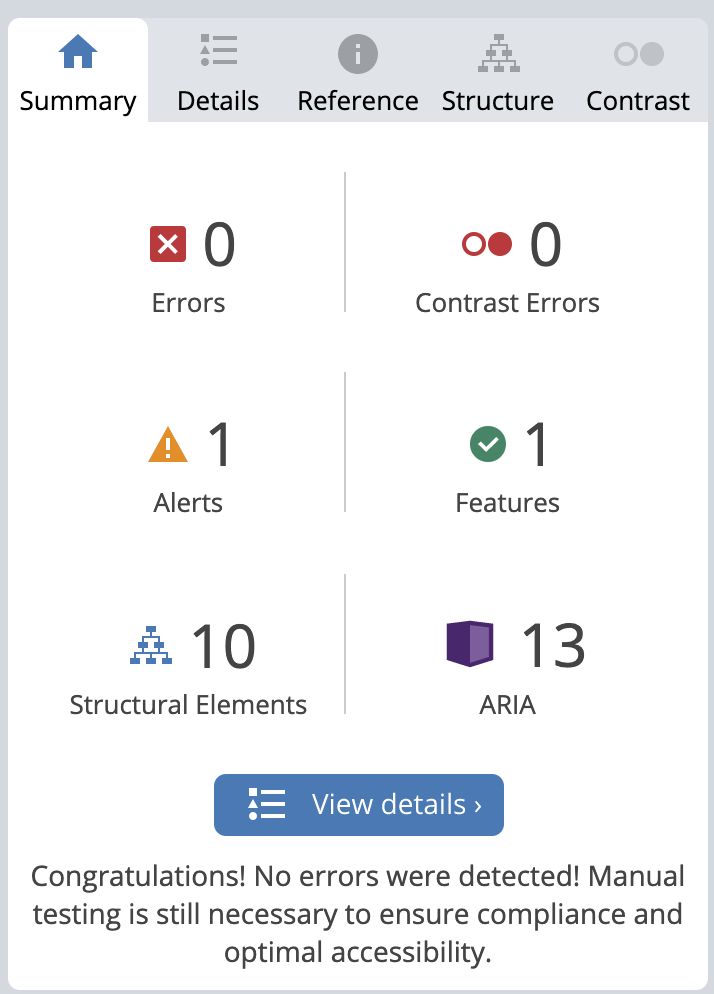 Summary Details Reference Structure Contrast
0 0
Errors Contrast Errors
1 1
Alerts Features
10 13
Structural Elements ARIA
View details ›
Congratulations! No errors were detected! Manual
testing is still necessary to ensure compliance and
optimal accessibility.